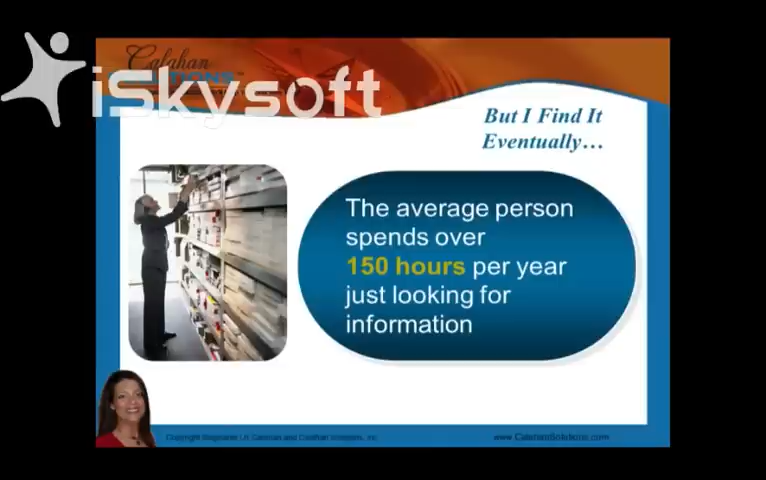 Calahan
iSkysoft
But I Find It
Eventually...
The average person
spends over
150 hours per year
just looking for
information
www.CalahanSolutions.com